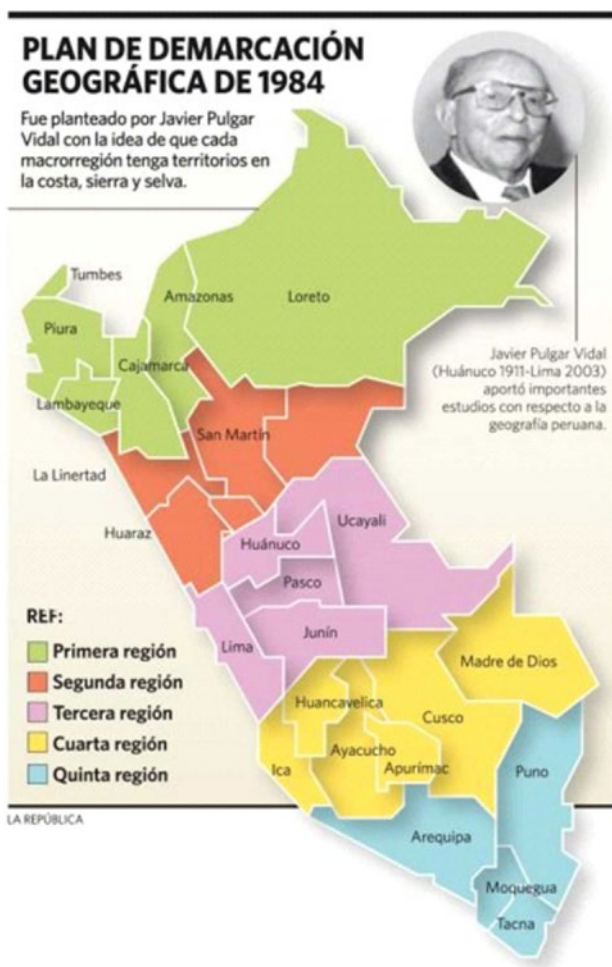 PLAN DE DEMARCACIÓN
GEOGRÁFICA DE 1984
Fue planteado por Javier Pulgar
Vidal con la idea de que cada
macrorregión tenga territorios en
la costa, sierra y selva.
Tumbes
Amazonas
Loreto
Piura
Cajamarca
Lambayeque
Javier Pulgar Vidal
(Huánuco 1911-Lima 2003)
aportó importantes
estudios con respecto a la
geografía peruana.
San Martín
La Linertad
Huaraz
Ucayali
Huánuco
Pasco
Lima
Junín
Madre de Dios
Huancavelica
Cusco
Ayacucho
Ica
Apurímac
Puno
Arequipa
Moquegua
Tacna
REF:
Primera región
Segunda región
Tercera región
Cuarta región
Quinta región
LA REPÚBLICA